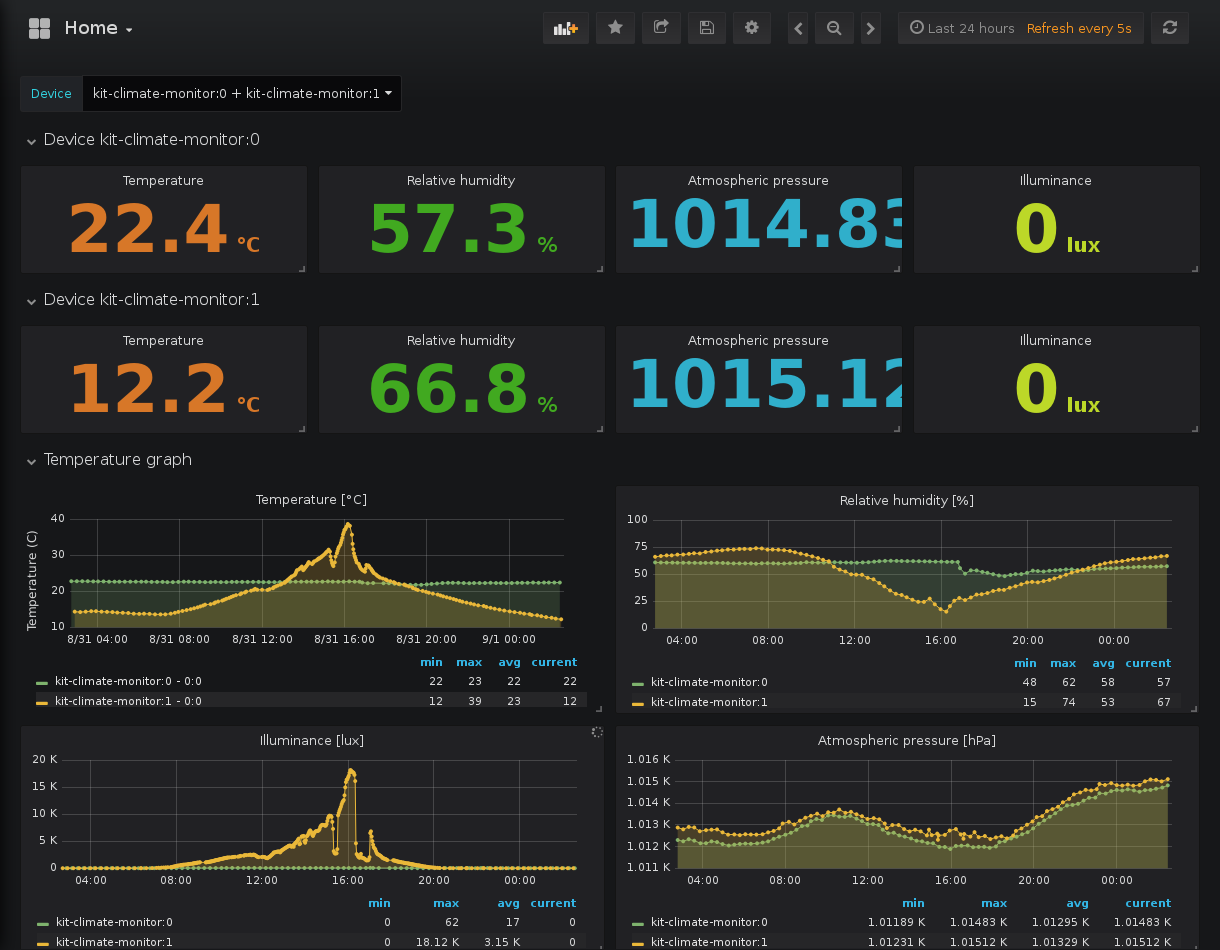 Home
Last 24 hours Refresh every 5s
Device kit-climate-monitor:0 + kit-climate-monitor:1
Device kit-climate-monitor:0
Temperature Relative humidity Atmospheric pressure Illuminance
22.4 °C 57.3 % 1014.83 0 lux
Device kit-climate-monitor:1
Temperature Relative humidity Atmospheric pressure Illuminance
12.2 °C 66.8 % 1015.12 0 lux
Temperature graph
Temperature [°C]
Temperature (C)
40
30
20
10
8/31 04:00 8/31 08:00 8/31 12:00 8/31 16:00 8/31 20:00 9/1 00:00
min max avg current
kit-climate-monitor:0 - 0:0 22 23 22 22
kit-climate-monitor:1 - 0:0 12 39 23 12
Relative humidity [%]
100
75
50
25
0
04:00 08:00 12:00 16:00 20:00 00:00
min max avg current
kit-climate-monitor:0 48 62 58 57
kit-climate-monitor:1 15 74 53 67
Illuminance [lux]
20 K
15 K
10 K
5 K
0
04:00 08:00 12:00 16:00 20:00 00:00
min max avg current
kit-climate-monitor:0 0 62 17 0
kit-climate-monitor:1 0 18.12 K 3.15 K 0
Atmospheric pressure [hPa]
1.016 K
1.015 K
1.014 K
1.013 K
1.012 K
1.011 K
04:00 08:00 12:00 16:00 20:00 00:00
min max avg current
kit-climate-monitor:0 1.01189 K 1.01483 K 1.01295 K 1.01483 K
kit-climate-monitor:1 1.01231 K 1.01512 K 1.01329 K 1.01512 K